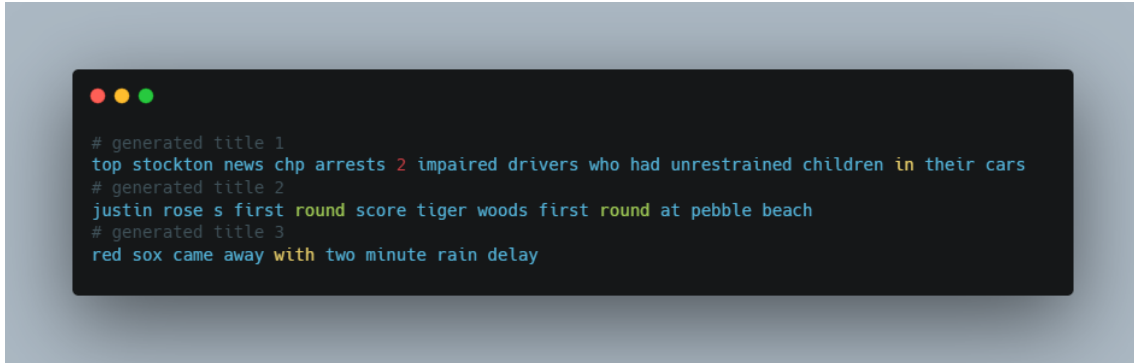 # generated title 1
top stockton news chp arrests 2 impaired drivers who had unrestrained children in their cars
# generated title 2
justin rose s first round score tiger woods first round at pebble beach
# generated title 3
red sox came away with two minute rain delay